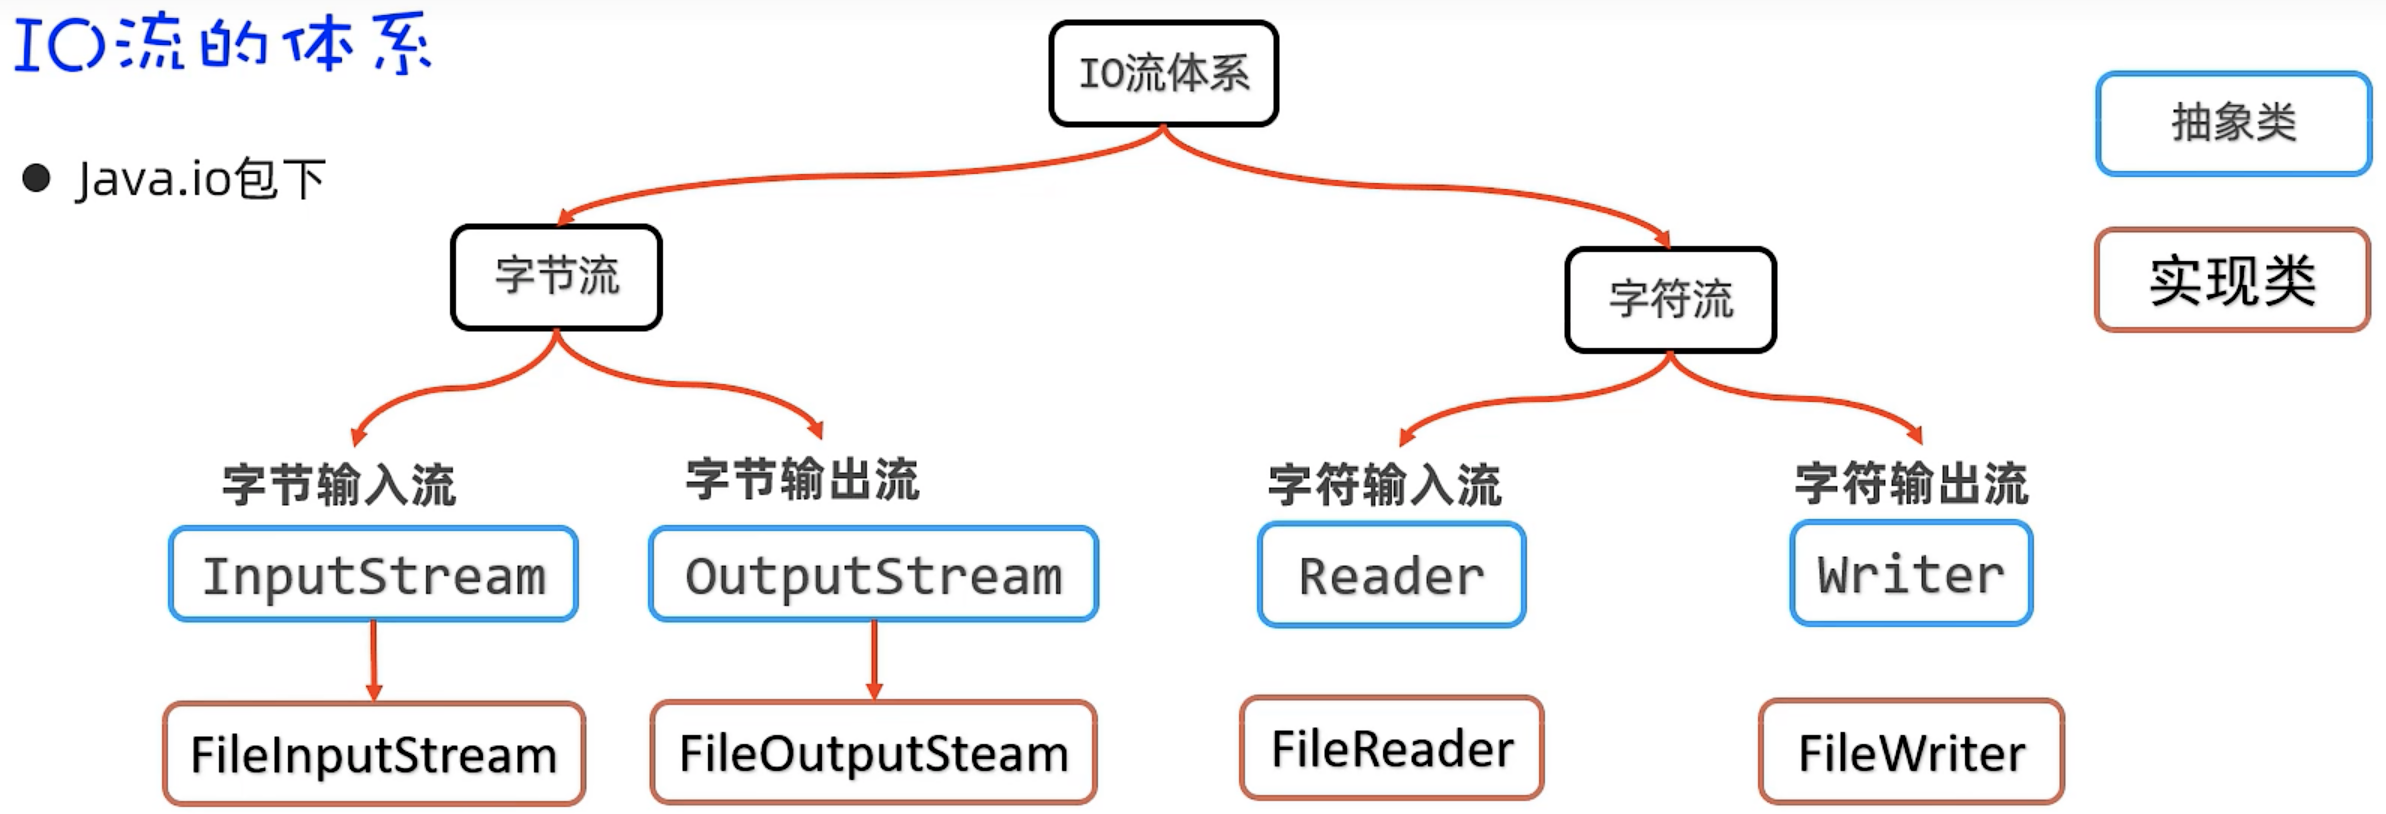 IO流的体系
IO流体系
抽象类
● Java.io包下
字节流
字符流
实现类
字节输入流
字节输出流
字符输入流
字符输出流
InputStream
OutputStream
Reader
Writer
FileInputStream
FileOutputSteam
FileReader
FileWriter